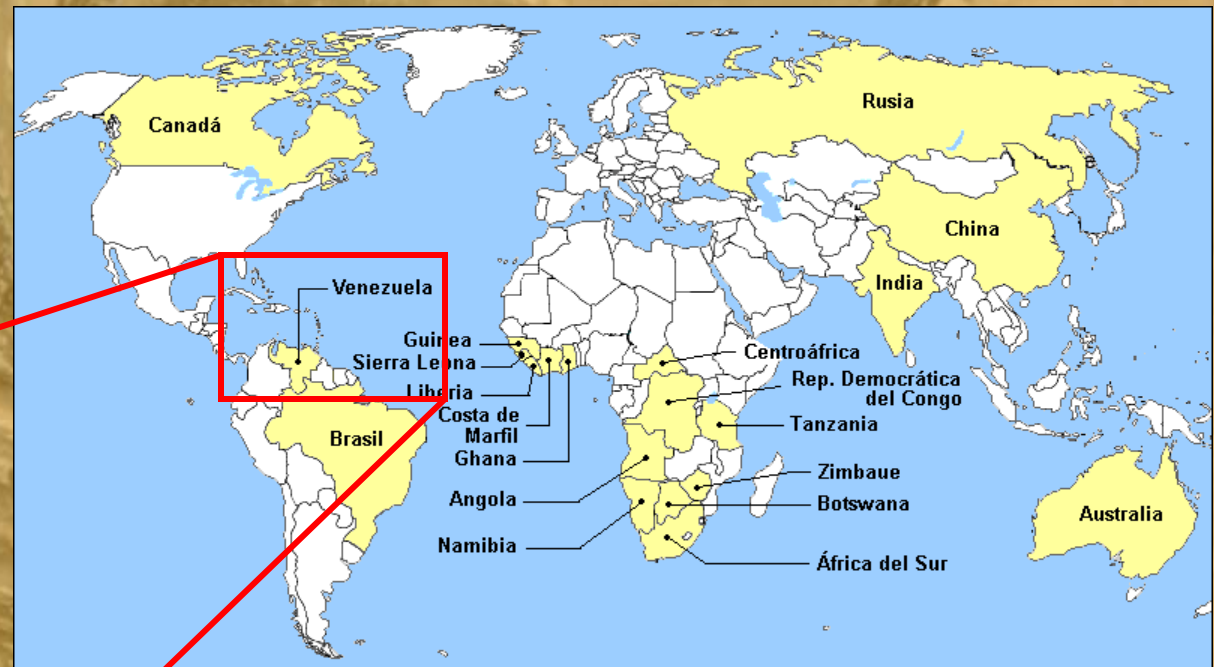 Canadá
Rusia
China
India
Venezuela
Guinea
Sierra Leona
Liberia
Costa de
Marfil
Ghana
Centroáfrica
Rep. Democrática
del Congo
Tanzania
Brasil
Angola
Zimbaue
Botswana
Namibia
África del Sur
Australia